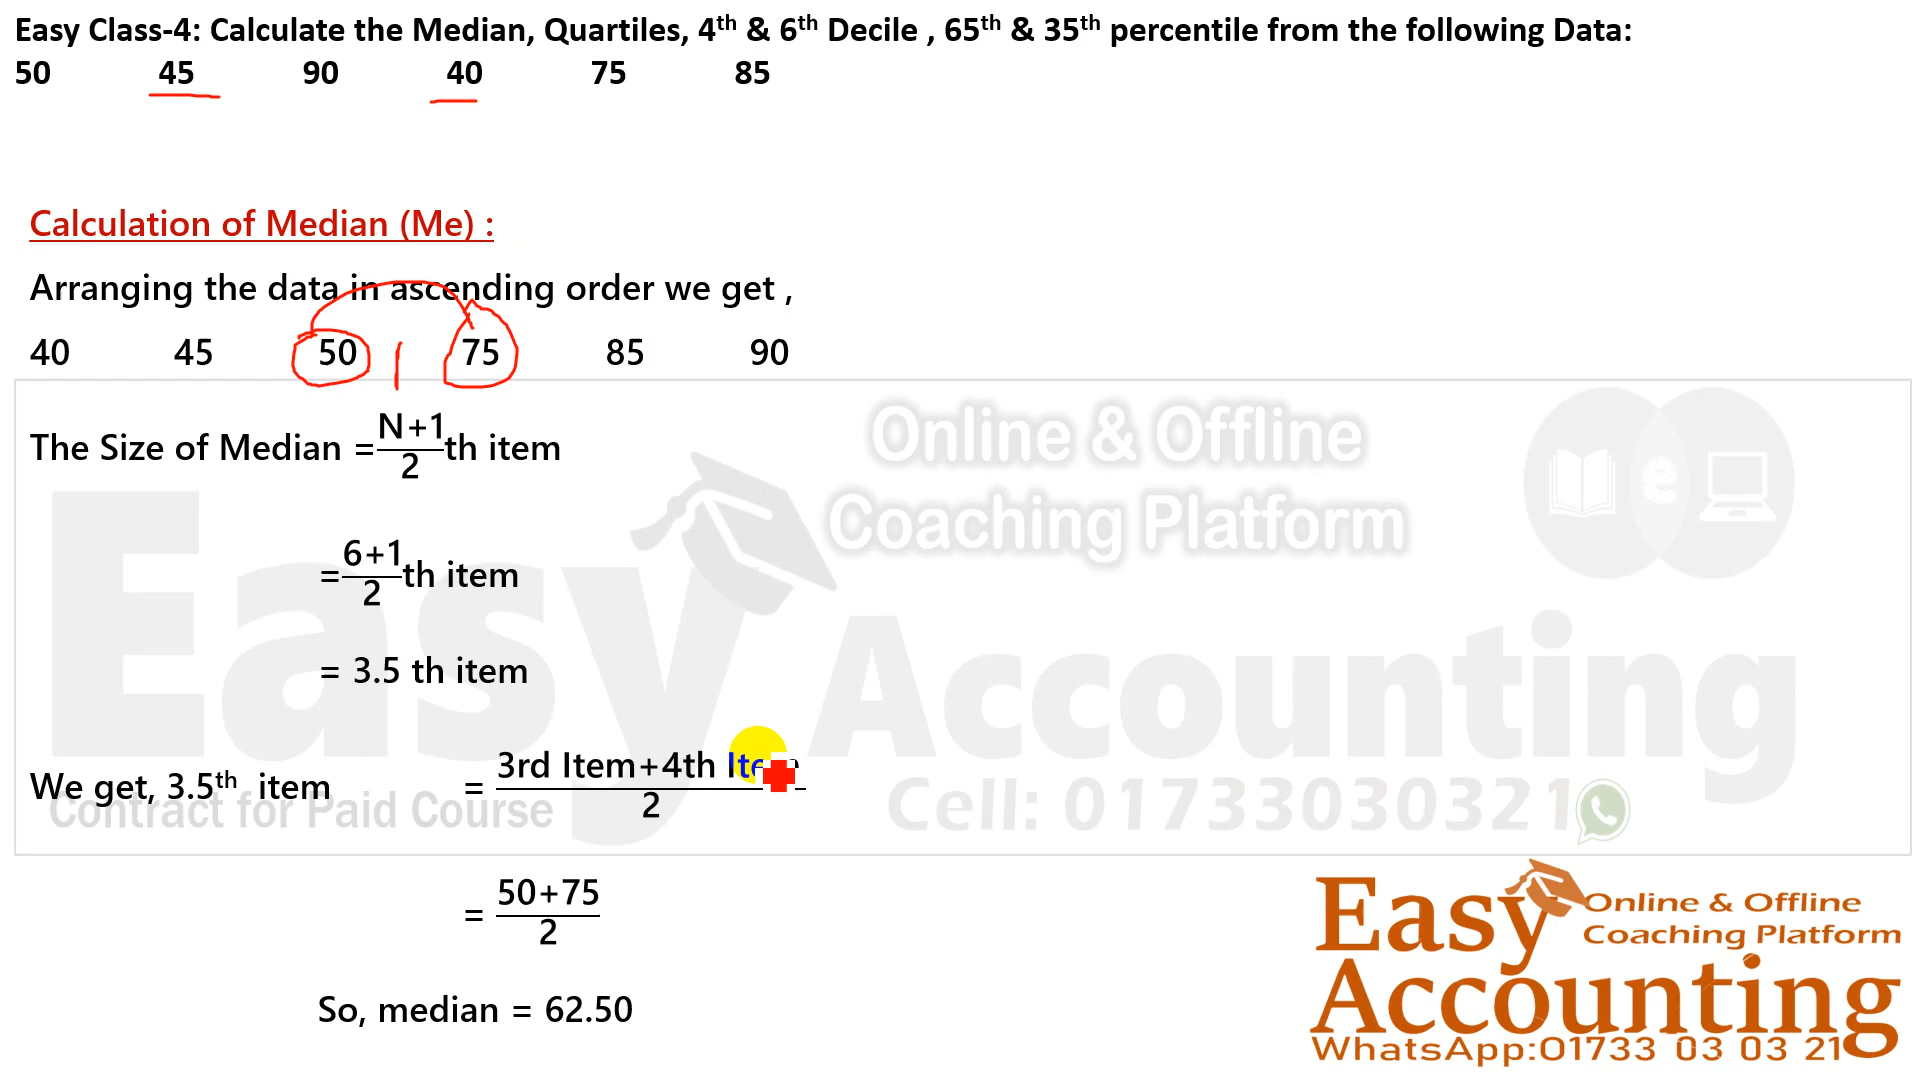 Easy Class-4: Calculate the Median, Quartiles, 4th & 6th Decile , 65th & 35th percentile from the following Data:
50 45 90 40 75 85
Calculation of Median (Me) :
Arranging the data in ascending order we get ,
40 45 50 75 85 90
The Size of Median = N+1/2 th item
= 6+1/2 th item
= 3.5 th item
We get, 3.5th item = 3rd Item+4th Item/2
= 50+75/2
So, median = 62.50
Online & Offline
Coaching Platform
e
Easy Accounting
Contract for Paid Course
Cell: 01733030321
Easy
Online & Offline
Coaching Platform
Accounting
WhatsApp:01733 03 03 21